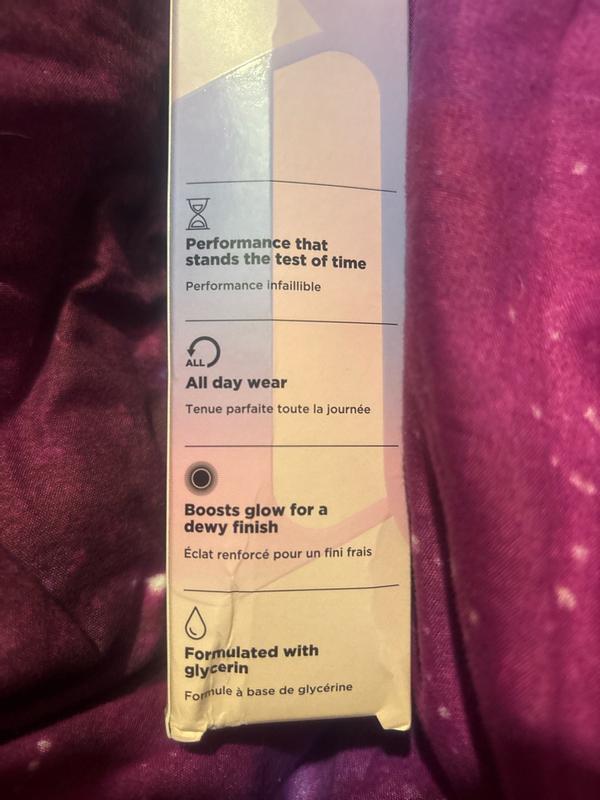 Performance that
stands the test of time
Performance infaillible
ALL
All day wear
Tenue parfaite toute la journée
Boosts glow for a
dewy finish
Éclat renforcé pour un fini frais
Formulated with
glycerin
Formule à base de glycérine